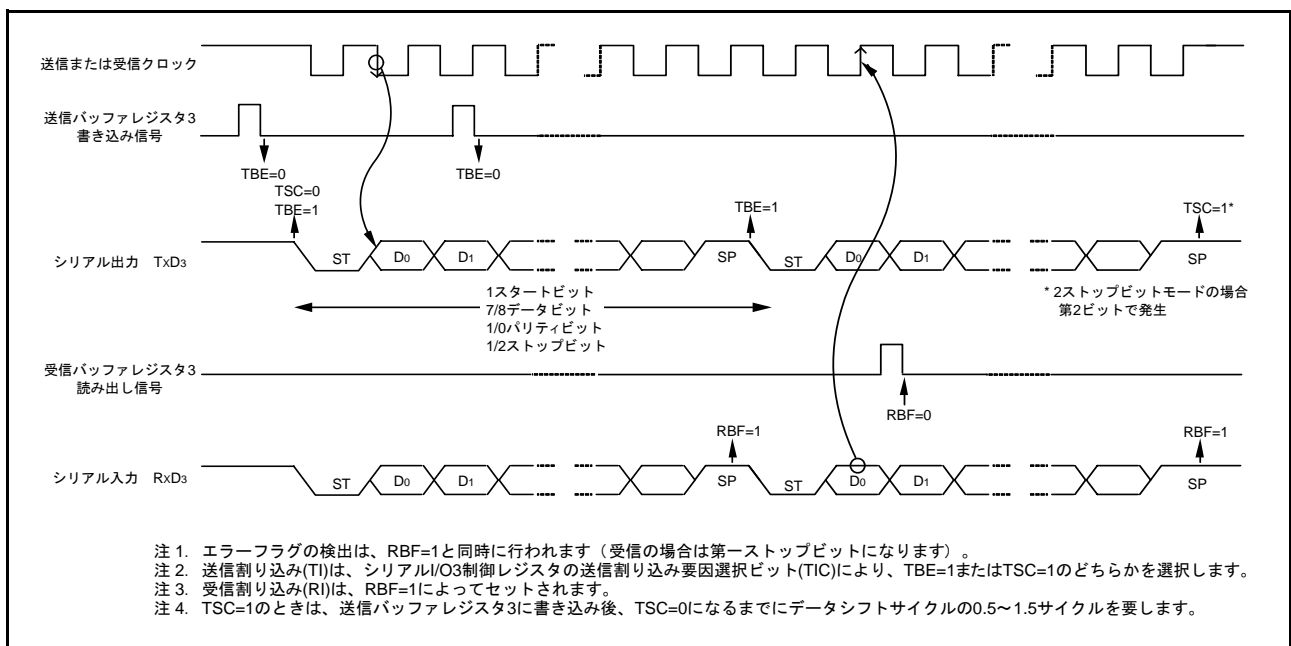 送信または受信クロック
送信バッファレジスタ3
書き込み信号
TBE=0
TSC=0
TBE=1
TBE=0
TBE=1
TSC=1*
シリアル出力 TxD3
ST
D0
D1
SP
ST
D0
D1
SP
1スタートビット
7/8データビット
1/0パリティビット
1/2ストップビット
* 2ストップビットモードの場合
第2ビットで発生
受信バッファレジスタ3
読み出し信号
RBF=0
RBF=1
RBF=1
シリアル入力 RxD3
ST
D0
D1
SP
ST
D0
D1
SP
注 1. エラーフラグの検出は、RBF=1と同時に行われます（受信の場合は第一ストップビットになります）。
注 2. 送信割り込み(TI)は、シリアルI/O3制御レジスタの送信割り込み要因選択ビット(TIC)により、TBE=1またはTSC=1のどちらかを選択します。
注 3. 受信割り込み(RI)は、RBF=1によってセットされます。
注 4. TSC=1のときは、送信バッファレジスタ3に書き込み後、TSC=0になるまでにデータシフトサイクルの0.5～1.5サイクルを要します。